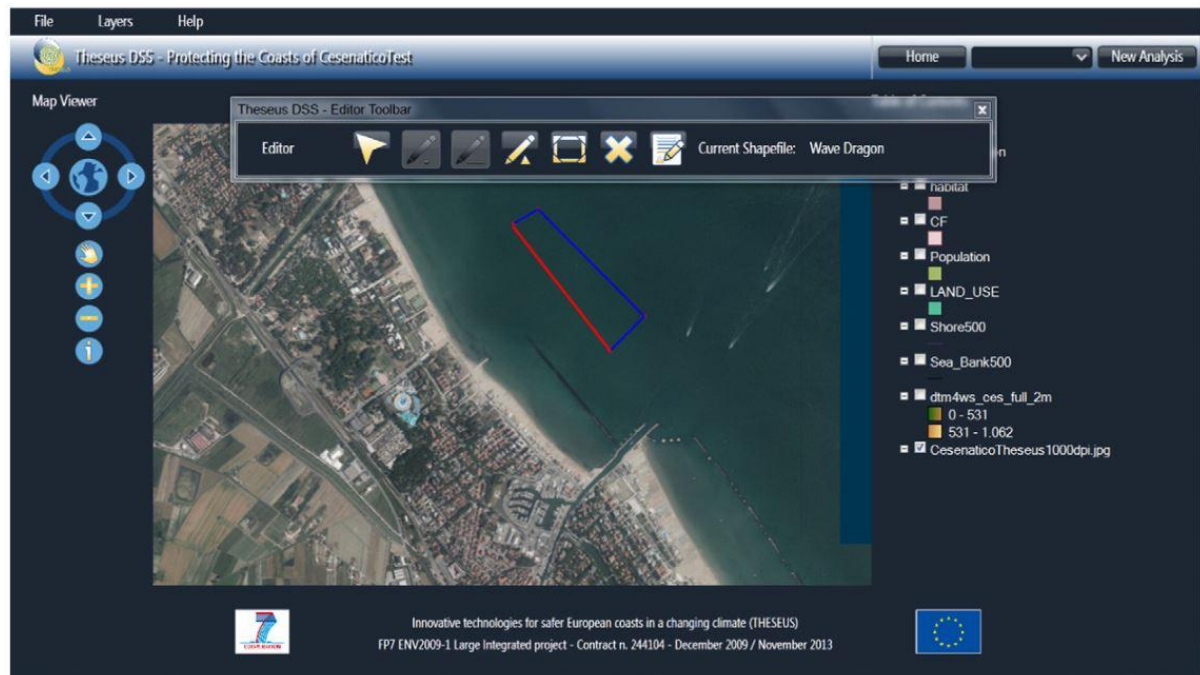 File Layers Help
Theseus DSS - Protecting the Coasts of CesenaticoTest
Home New Analysis
Map Viewer
Theseus DSS - Editor Toolbar
Editor Current Shapefile: Wave Dragon
habitat
CF
Population
LAND_USE
Shore500
Sea_Bank500
dtm4ws_ces_full_2m
0 - 531
531 - 1.062
CesenaticoTheseus1000dpi.jpg
Innovative technologies for safer European coasts in a changing climate (THESEUS)
FP7 ENV2009-1 Large Integrated project - Contract n. 244104 - December 2009 / November 2013